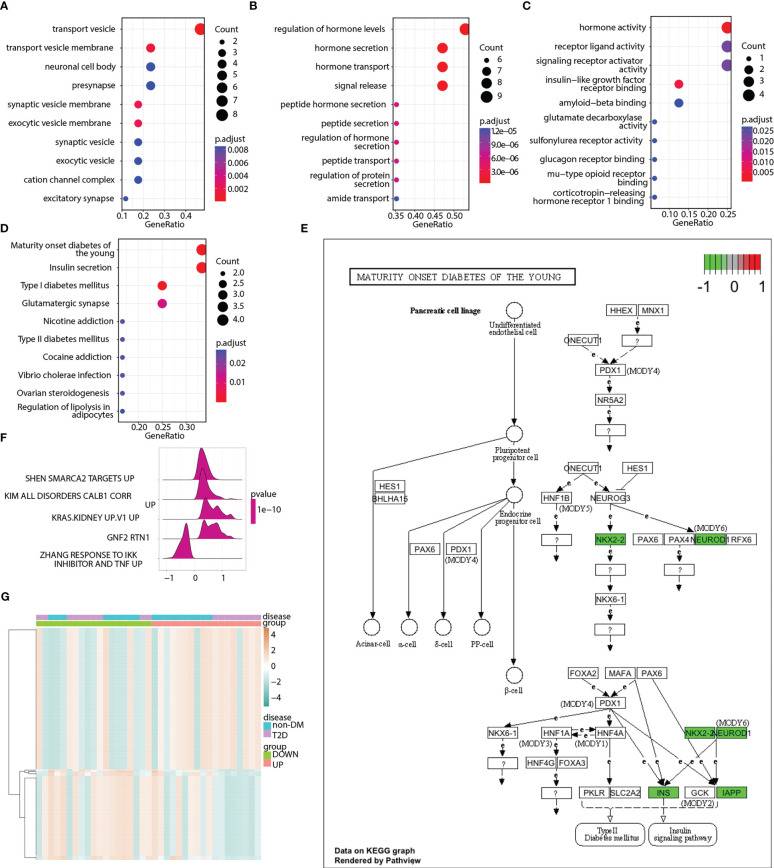 A
transport vesicle
transport vesicle membrane
neuronal cell body
presynapse
synaptic vesicle membrane
exocytic vesicle membrane
synaptic vesicle
exocytic vesicle
cation channel complex
excitatory synapse
0.1 0.2 0.3 0.4
GeneRatio
Count
2
3
4
5
6
7
8
p.adjust
0.008
0.006
0.004
0.002
B
regulation of hormone levels
hormone secretion
hormone transport
signal release
peptide hormone secretion
peptide secretion
regulation of hormone
secretion
peptide transport
regulation of protein
secretion
amide transport
0.35 0.40 0.45 0.50
GeneRatio
Count
6
7
8
9
p.adjust
1.2e-05
9.0e-06
6.0e-06
3.0e-06
C
hormone activity
receptor ligand activity
signaling receptor activator
activity
insulin-like growth factor
receptor binding
amyloid-beta binding
glutamate decarboxylase
activity
sulfonylurea receptor activity
glucagon receptor binding
mu-type opioid receptor
binding
corticotropin-releasing
hormone receptor 1 binding
0.10 0.15 0.20 0.25
GeneRatio
Count
1
2
3
4
p.adjust
0.025
0.020
0.015
0.010
0.005
D
Maturity onset diabetes of
the young
Insulin secretion
Type I diabetes mellitus
Glutamatergic synapse
Nicotine addiction
Type II diabetes mellitus
Cocaine addiction
Vibrio cholerae infection
Ovarian steroidogenesis
Regulation of lipolysis in
adipocytes
0.20 0.25 0.30
GeneRatio
Count
2.0
2.5
3.0
3.5
4.0
p.adjust
0.02
0.01
E
-1 0 1
MATURITY ONSET DIABETES OF THE YOUNG
Pancreatic cell linage
Undifferentiated
endothelial cell
HHEX MNX1
ONECUT1
?
e
e
PDX1 (MODY4)
e
NR5A2
e
?
Pluripotent
progenitor cell
HES1
BHLHA15
Endocrine
progenitor cell
PAX6
PDX1
(MODY4)
ONECUT1 HES1
HNF1B NEUROG3
(MODY5)
e
e
e
(MODY6)
?
NKX2-2
PAX6 PAX4 NEUROD1 RFX6
e
e
?
?
NKX6-1
e
?
Acinar-cell
α-cell
δ-cell
PP-cell
β-cell
FOXA2 MAFA PAX6
e
e
(MODY4) PDX1
e
(MODY6)
NKX6-1 HNF1A HNF4A NKX2-2 NEUROD1
e
e
(MODY3) (MODY1)
e
?
HNF4G FOXA3
e
e
e
e
?
PKLR SLC2A2 INS GCK IAPP
(MODY2)
Type II
Diabetes mellitus
Insulin
signaling pathway
Data on KEGG graph
Rendered by Pathview
F
SHEN SMARCA2 TARGETS UP
KIM ALL DISORDERS CALB1 CORR
UP
KRAS.KIDNEY UP.V1 UP
GNF2 RTN1
ZHANG RESPONSE TO IKK
INHIBITOR AND TNF UP
−1 0 1
pvalue
1e−10
G
disease
group
4
2
0
−2
−4
disease
non-DM
T2D
group
DOWN
UP